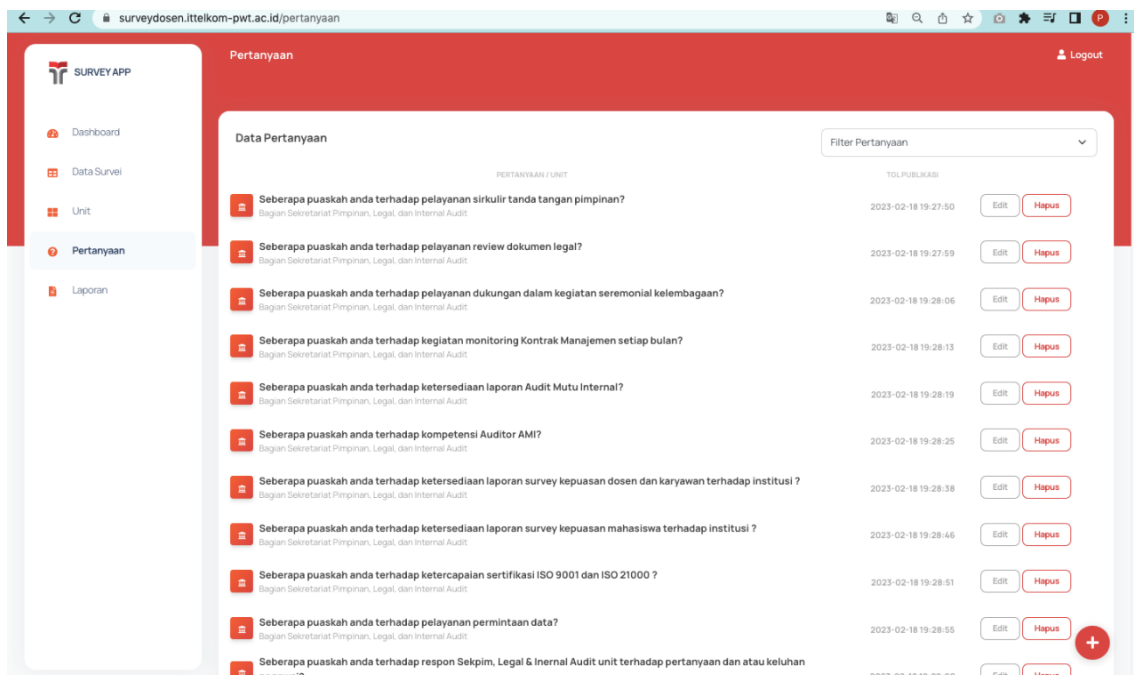 surveydosen.ittelkom-pwt.ac.id/pertanyaan
P
SURVEY APP
Pertanyaan
Logout
Dashboard
Data Survei
Unit
Pertanyaan
Laporan
Data Pertanyaan
Filter Pertanyaan
PERTANYAAN / UNIT TGL PUBLIKASI
Seberapa puaskah anda terhadap pelayanan sirkulir tanda tangan pimpinan?
Bagian Sekretariat Pimpinan, Legal, dan Internal Audit
2023-02-18 19:27:50 Edit Hapus
Seberapa puaskah anda terhadap pelayanan review dokumen legal?
Bagian Sekretariat Pimpinan, Legal, dan Internal Audit
2023-02-18 19:27:59 Edit Hapus
Seberapa puaskah anda terhadap pelayanan dukungan dalam kegiatan seremonial kelembagaan?
Bagian Sekretariat Pimpinan, Legal, dan Internal Audit
2023-02-18 19:28:06 Edit Hapus
Seberapa puaskah anda terhadap kegiatan monitoring Kontrak Manajemen setiap bulan?
Bagian Sekretariat Pimpinan, Legal, dan Internal Audit
2023-02-18 19:28:13 Edit Hapus
Seberapa puaskah anda terhadap ketersediaan laporan Audit Mutu Internal?
Bagian Sekretariat Pimpinan, Legal, dan Internal Audit
2023-02-18 19:28:19 Edit Hapus
Seberapa puaskah anda terhadap kompetensi Auditor AMI?
Bagian Sekretariat Pimpinan, Legal, dan Internal Audit
2023-02-18 19:28:25 Edit Hapus
Seberapa puaskah anda terhadap ketersediaan laporan survey kepuasan dosen dan karyawan terhadap institusi ?
Bagian Sekretariat Pimpinan, Legal, dan Internal Audit
2023-02-18 19:28:38 Edit Hapus
Seberapa puaskah anda terhadap ketersediaan laporan survey kepuasan mahasiswa terhadap institusi ?
Bagian Sekretariat Pimpinan, Legal, dan Internal Audit
2023-02-18 19:28:46 Edit Hapus
Seberapa puaskah anda terhadap ketercapaian sertifikasi ISO 9001 dan ISO 21000 ?
Bagian Sekretariat Pimpinan, Legal, dan Internal Audit
2023-02-18 19:28:51 Edit Hapus
Seberapa puaskah anda terhadap pelayanan permintaan data?
Bagian Sekretariat Pimpinan, Legal, dan Internal Audit
2023-02-18 19:28:55 Edit Hapus
Seberapa puaskah anda terhadap respon Sekpim, Legal & Inernal Audit unit terhadap pertanyaan dan atau keluhan